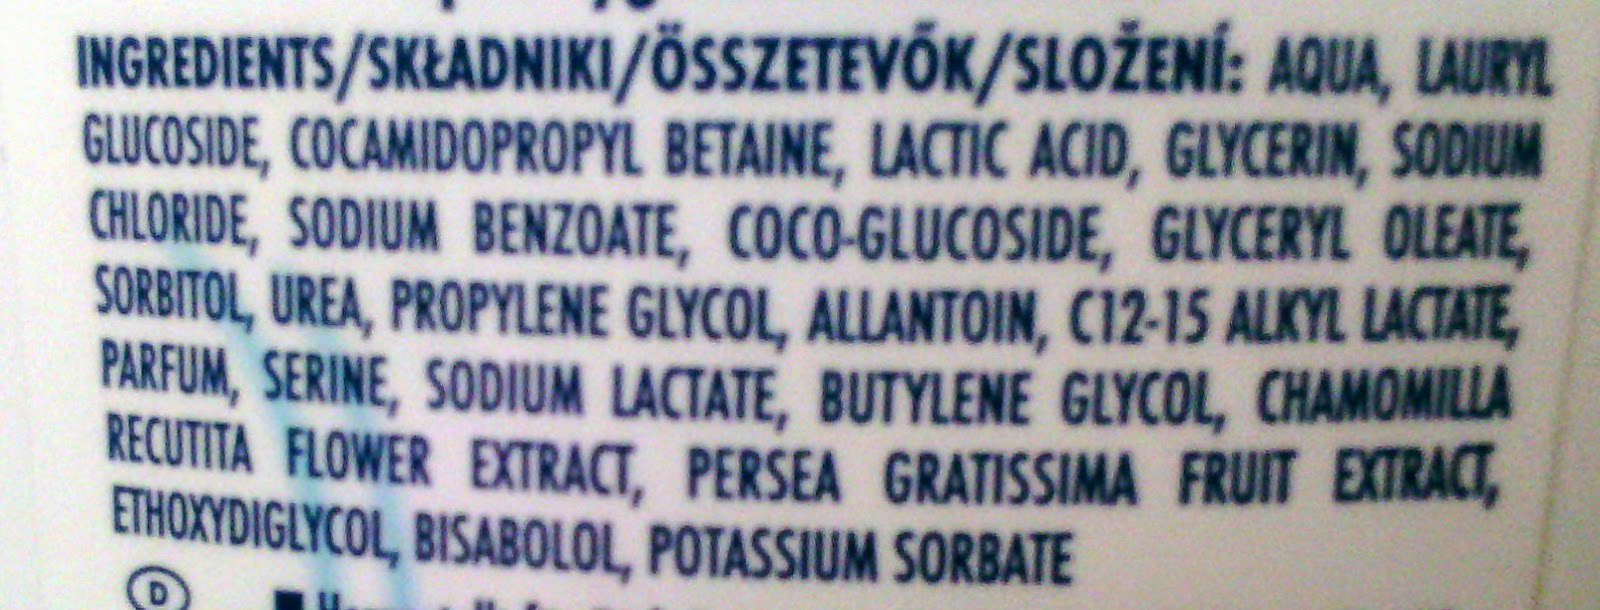 INGREDIENTS/SKŁADNIKI/ÖSSZETEVŐK/SLOŽENÍ: AQUA, LAURYL
GLUCOSIDE, COCAMIDOPROPYL BETAINE, LACTIC ACID, GLYCERIN, SODIUM
CHLORIDE, SODIUM BENZOATE, COCO-GLUCOSIDE, GLYCERYL OLEATE,
SORBITOL, UREA, PROPYLENE GLYCOL, ALLANTOIN, C12-15 ALKYL LACTATE,
PARFUM, SERINE, SODIUM LACTATE, BUTYLENE GLYCOL, CHAMOMILLA
RECUTITA FLOWER EXTRACT, PERSEA GRATISSIMA FRUIT EXTRACT,
ETHOXYDIGLYCOL, BISABOLOL, POTASSIUM SORBATE
D